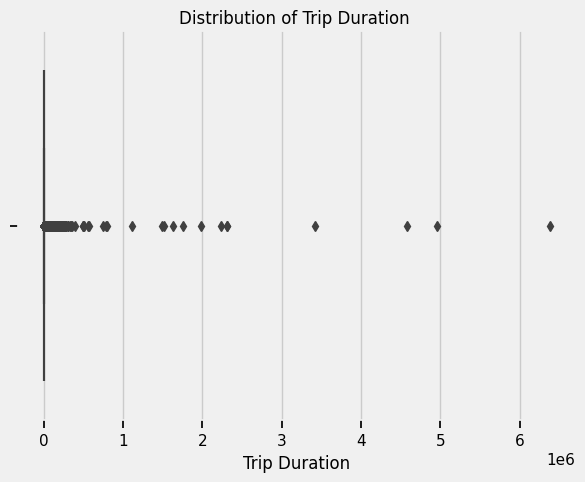 Distribution of Trip Duration
0 1 2 3 4 5 6
1e6
Trip Duration